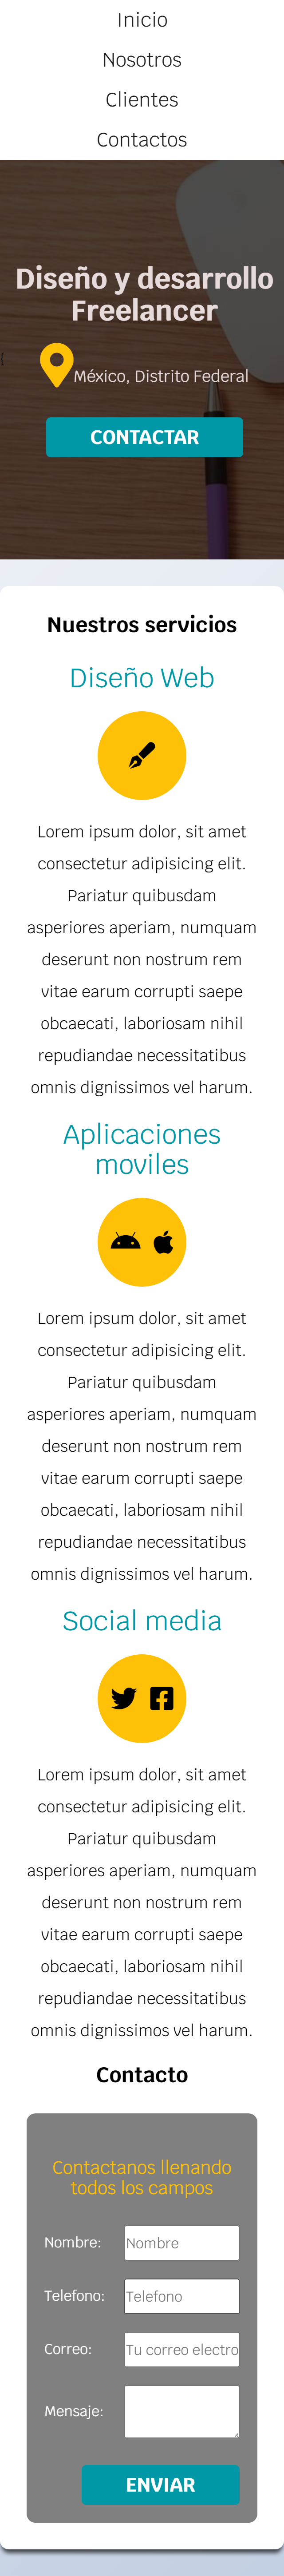 Inicio
Nosotros
Clientes
Contactos
Diseño y desarrollo
Freelancer
{
México, Distrito Federal
CONTACTAR
Nuestros servicios
Diseño Web
Lorem ipsum dolor, sit amet
consectetur adipisicing elit.
Pariatur quibusdam
asperiores aperiam, numquam
deserunt non nostrum rem
vitae earum corrupti saepe
obcaecati, laboriosam nihil
repudiandae necessitatibus
omnis dignissimos vel harum.
Aplicaciones
moviles
Lorem ipsum dolor, sit amet
consectetur adipisicing elit.
Pariatur quibusdam
asperiores aperiam, numquam
deserunt non nostrum rem
vitae earum corrupti saepe
obcaecati, laboriosam nihil
repudiandae necessitatibus
omnis dignissimos vel harum.
Social media
Lorem ipsum dolor, sit amet
consectetur adipisicing elit.
Pariatur quibusdam
asperiores aperiam, numquam
deserunt non nostrum rem
vitae earum corrupti saepe
obcaecati, laboriosam nihil
repudiandae necessitatibus
omnis dignissimos vel harum.
Contacto
Contactanos llenando
todos los campos
Nombre: Nombre
Telefono: Telefono
Correo: Tu correo electro
Mensaje:
ENVIAR